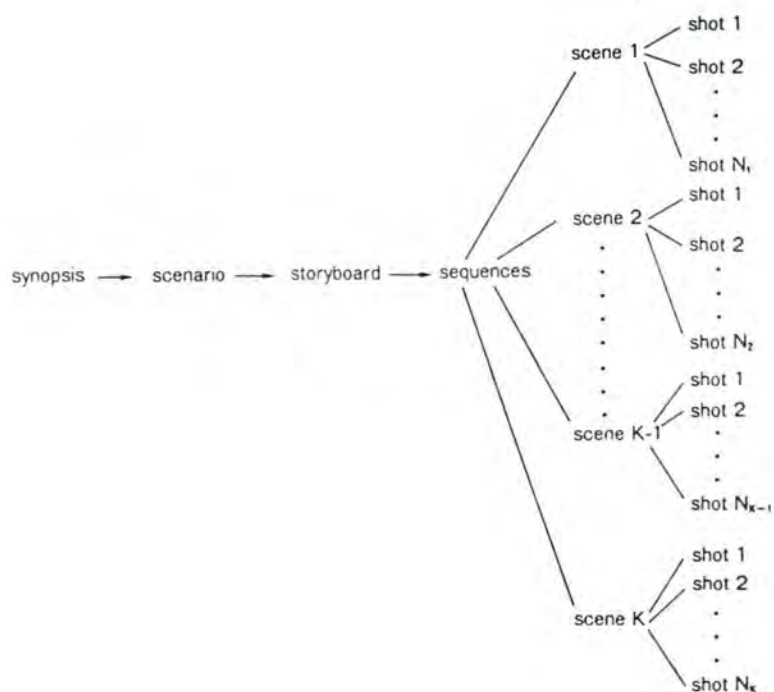 shot 1
scene 1
shot 2
shot N₁
shot 1
scene 2
shot 2
synopsis → scenario → storyboard → sequences
shot N₂
shot 1
shot 2
scene K-1
shot Nₖ₋₁
shot 1
shot 2
scene K
shot Nₖ